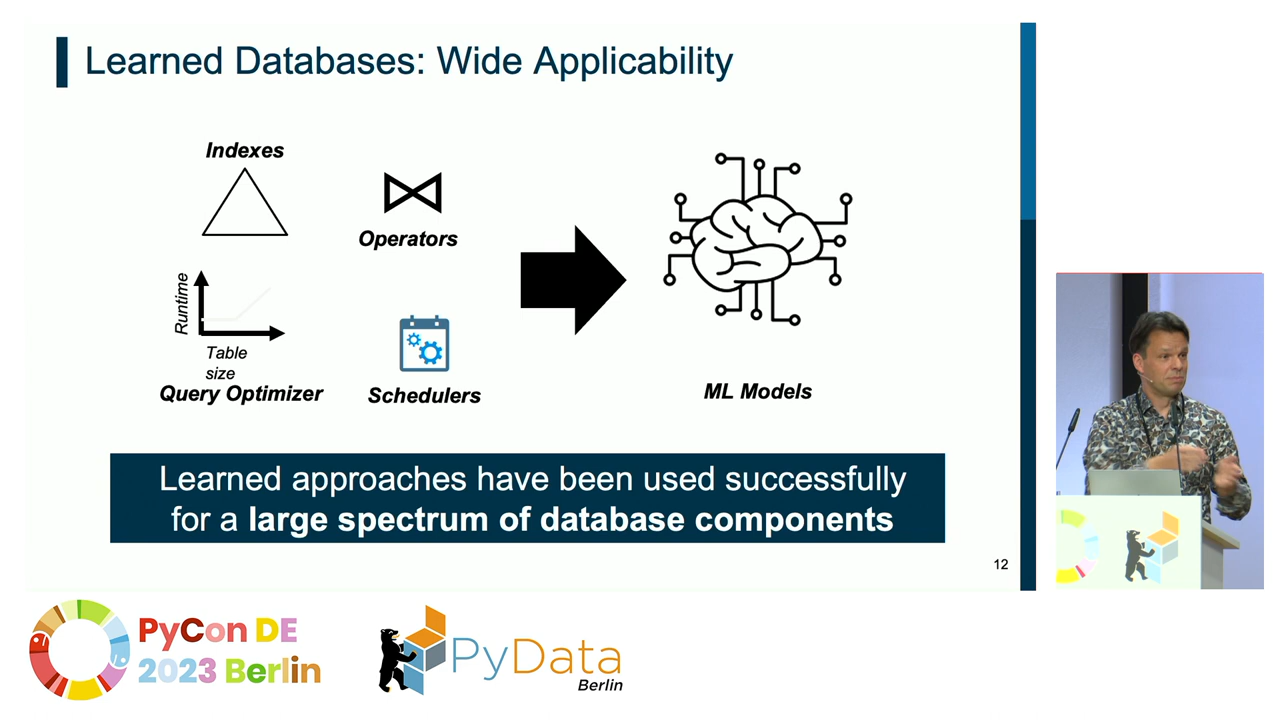 Learned Databases: Wide Applicability
Indexes
Operators
Runtime
Table
size
Query Optimizer
Schedulers
ML Models
Learned approaches have been used successfully
for a large spectrum of database components
12
PyCon DE
2023 Berlin
PyData
Berlin